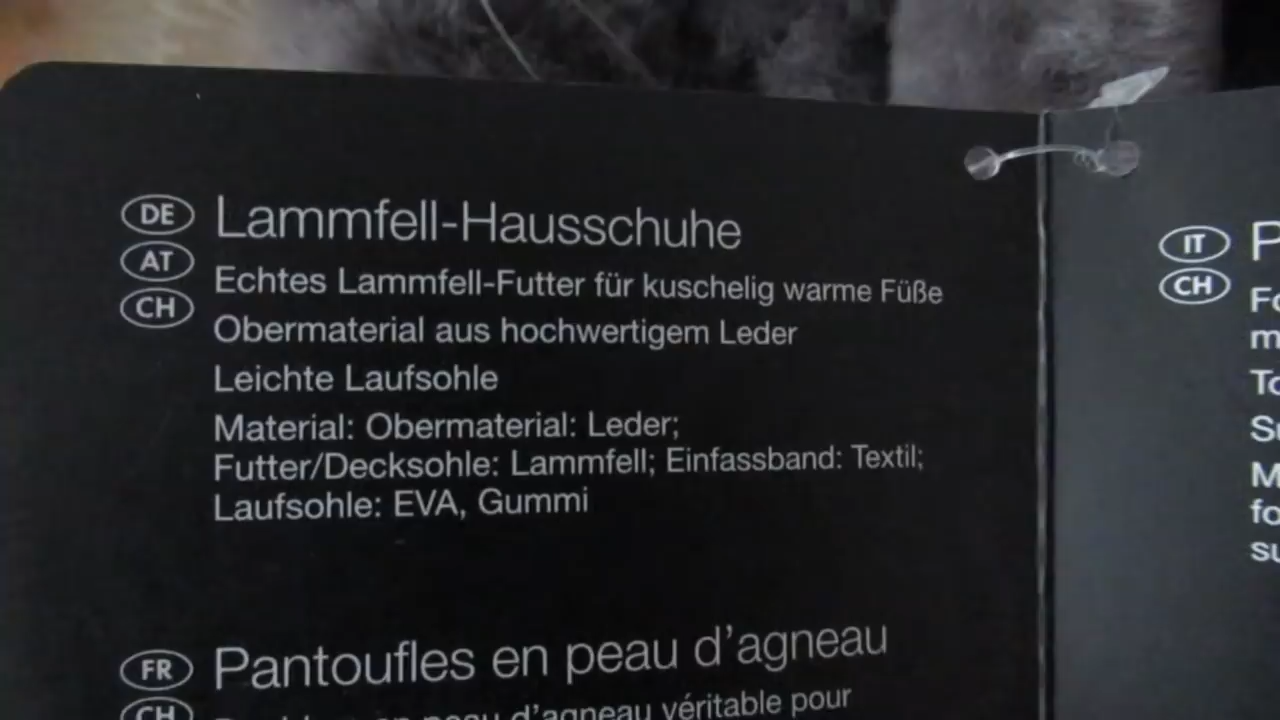 DE
AT
CH
Lammfell-Hausschuhe
Echtes Lammfell-Futter für kuschelig warme Füße
Obermaterial aus hochwertigem Leder
Leichte Laufsohle
Material: Obermaterial: Leder;
Futter/Decksohle: Lammfell; Einfassband: Textil;
Laufsohle: EVA, Gummi
FR
CH
Pantoufles en peau d'agneau
en peau d'agneau véritable pour
IT
CH